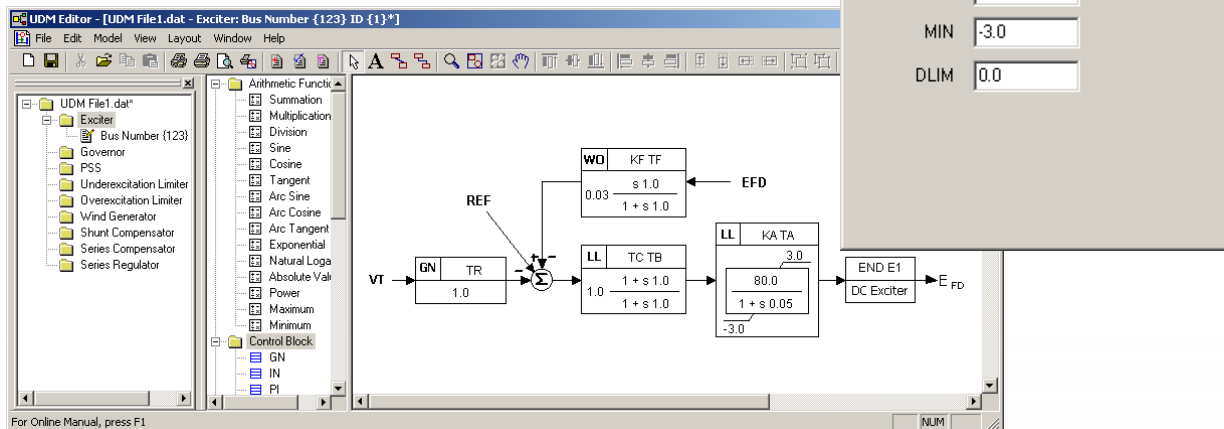 UDM Editor - [UDM File1.dat - Exciter: Bus Number {123} ID {1}*]
File Edit Model View Layout Window Help
UDM File1.dat*
Exciter
Bus Number {123}
Governor
PSS
Underexcitation Limiter
Overexcitation Limiter
Wind Generator
Shunt Compensator
Series Compensator
Series Regulator
Arithmetic Functic
Summation
Multiplication
Division
Sine
Cosine
Tangent
Arc Sine
Arc Cosine
Arc Tangent
Exponential
Natural Loga
Absolute Val
Power
Maximum
Minimum
Control Block
GN
IN
PI
WO KF TF
0.03 s 1.0
1 + s 1.0
EFD
REF
VT
GN TR
1.0
- + -
Σ
LL TC TB
1.0 1 + s 1.0
1 + s 1.0
LL KA TA
3.0
80.0
1 + s 0.05
-3.0
END E1
DC Exciter
E FD
MIN -3.0
DLIM 0.0
For Online Manual, press F1
NUM